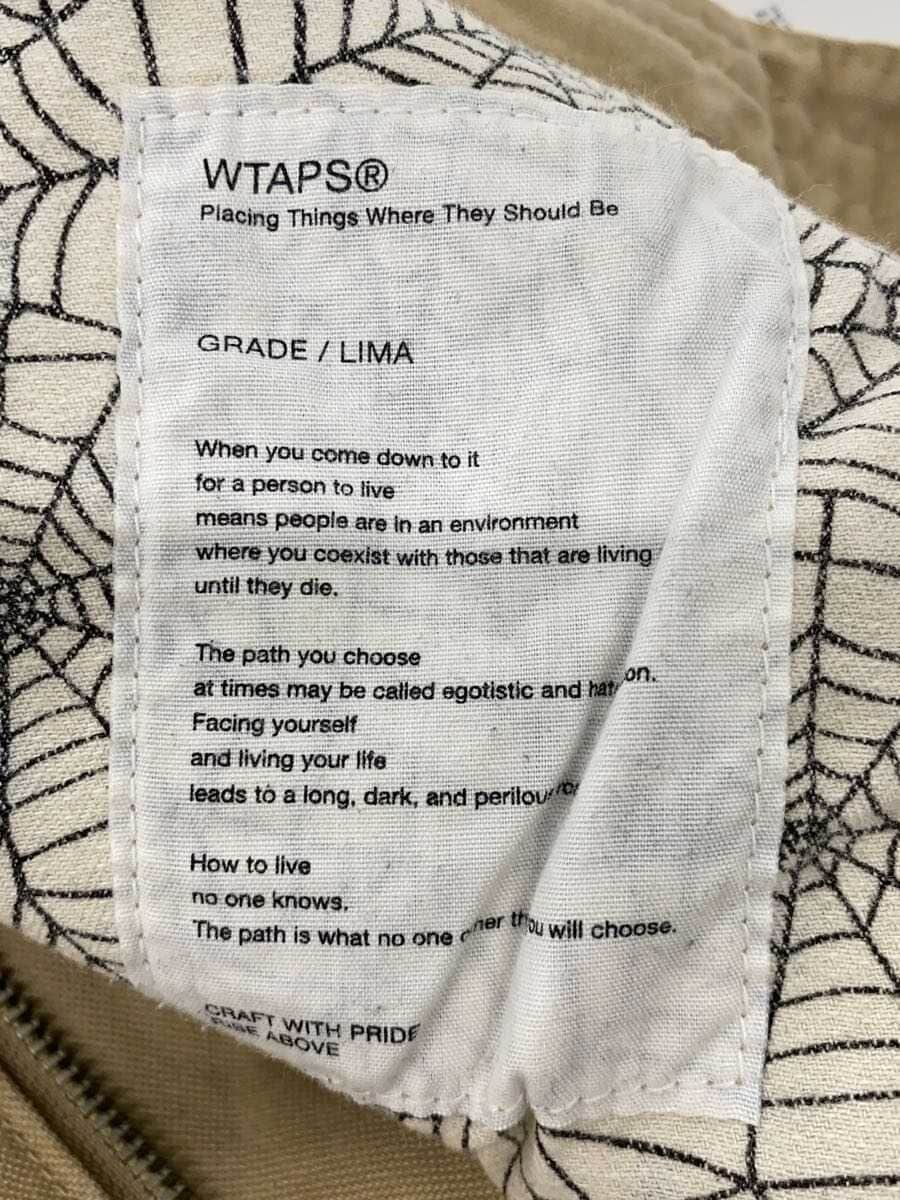 WTAPS®
Placing Things Where They Should Be
GRADE / LIMA
When you come down to it
for a person to live
means people are in an environment
where you coexist with those that are living
until they die.
The path you choose
at times may be called egotistic and
Facing yourself
and living your life
leads to a long, dark, and
How to live
no one knows.
The path is what no one will choose.
CRAFT WITH PRIDE
RISE ABOVE